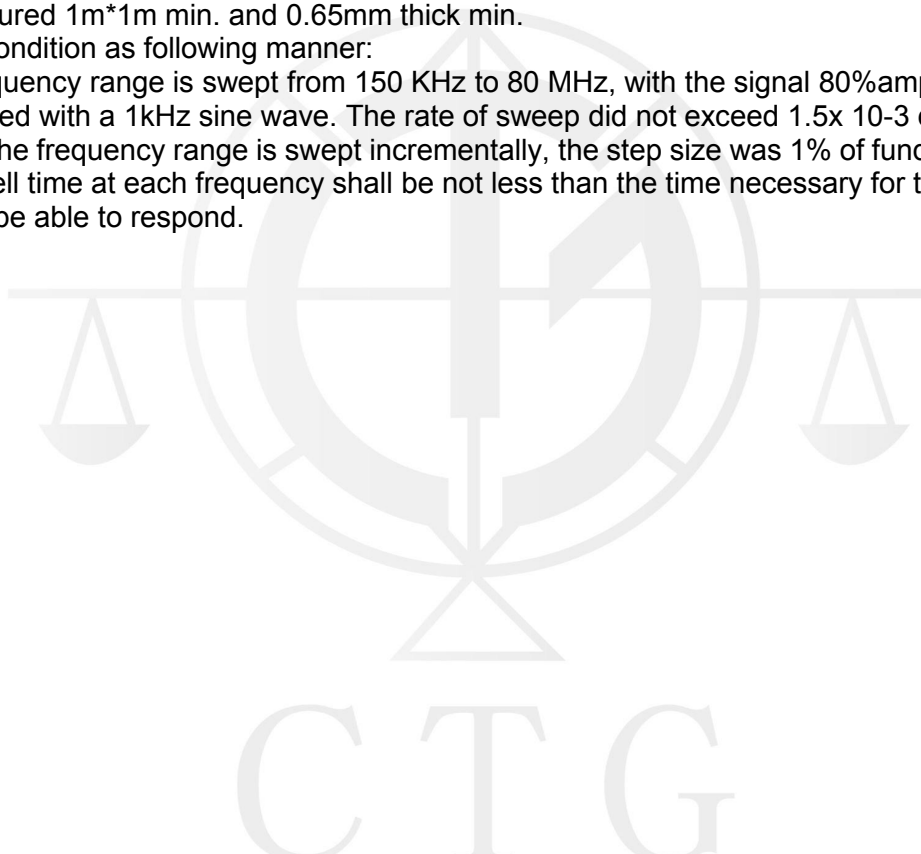 ured 1m*1m min. and 0.65mm thick min.
ondition as following manner:
quency range is swept from 150 KHz to 80 MHz, with the signal 80%amp
ed with a 1kHz sine wave. The rate of sweep did not exceed 1.5x 10-3
he frequency range is swept incrementally, the step size was 1% of func
ell time at each frequency shall be not less than the time necessary for t
be able to respond.
C T G